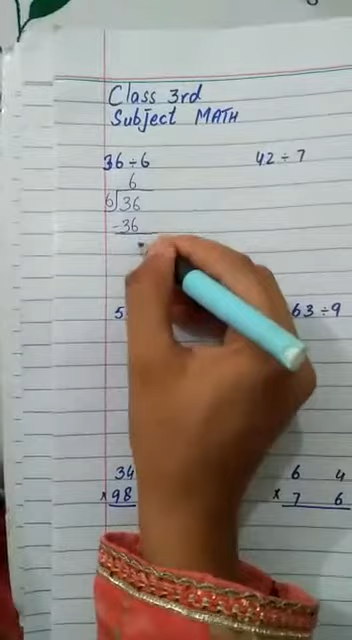 Class 3rd
Subject MATH
36 ÷ 6
42 ÷ 7
6
6 36
-36
5
63 ÷ 9
34
× 98
6 4
× 7 6